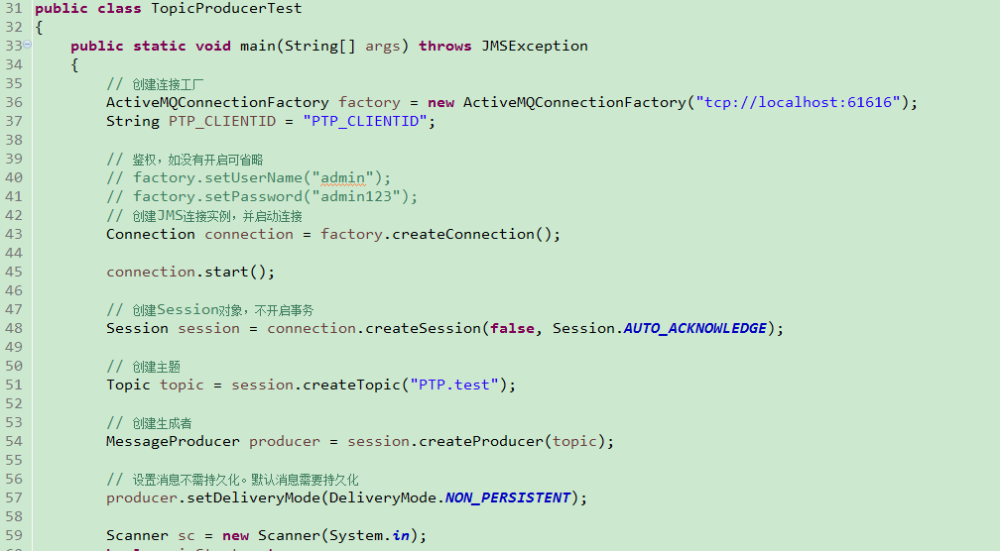 31 public class TopicProducerTest
32 {
33 public static void main(String[] args) throws JMSException
34 {
35 // 创建连接工厂
36 ActiveMQConnectionFactory factory = new ActiveMQConnectionFactory("tcp://localhost:61616");
37 String PTP_CLIENTID = "PTP_CLIENTID";
38
39 // 鉴权，如没有开启可省略
40 // factory.setUserName("admin");
41 // factory.setPassword("admin123");
42 // 创建JMS连接实例，并启动连接
43 Connection connection = factory.createConnection();
44
45 connection.start();
46
47 // 创建Session对象，不开启事务
48 Session session = connection.createSession(false, Session.AUTO_ACKNOWLEDGE);
49
50 // 创建主题
51 Topic topic = session.createTopic("PTP.test");
52
53 // 创建生成者
54 MessageProducer producer = session.createProducer(topic);
55
56 // 设置消息不需持久化。默认消息需要持久化
57 producer.setDeliveryMode(DeliveryMode.NON_PERSISTENT);
58
59 Scanner sc = new Scanner(System.in);